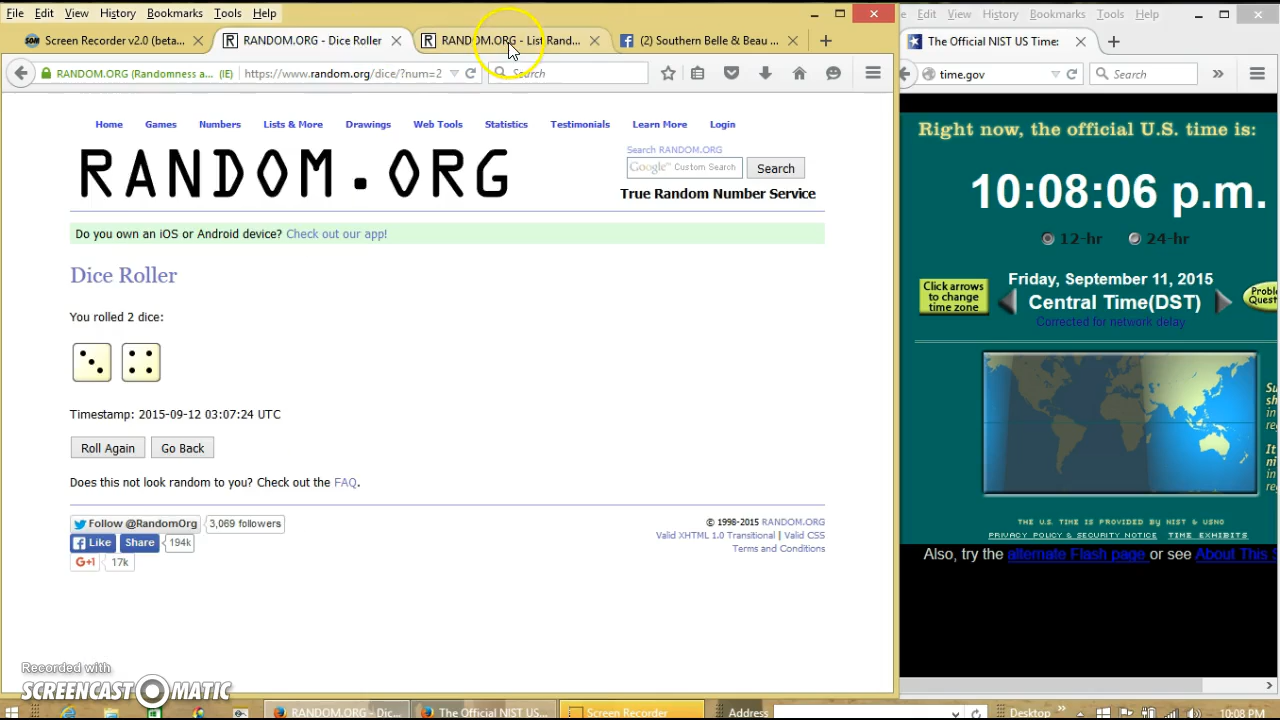 File Edit View History Bookmarks Tools Help
Screen Recorder v2.0 (beta...
RANDOM.ORG - Dice Roller
RANDOM.ORG - List Rand...
(2) Southern Belle & Beau ...
RANDOM.ORG (Randomness a... (IE)
https://www.random.org/dice/?num=2
Search
Home Games Numbers Lists & More Drawings Web Tools Statistics Testimonials Learn More Login
RANDOM.ORG
Search RANDOM.ORG
Google™ Custom Search
Search
True Random Number Service
Do you own an iOS or Android device? Check out our app!
Dice Roller
You rolled 2 dice:
Timestamp: 2015-09-12 03:07:24 UTC
Roll Again
Go Back
Does this not look random to you? Check out the FAQ.
Follow @RandomOrg
3,069 followers
Like
Share
194k
G+1
17k
© 1998-2015 RANDOM.ORG
Valid XHTML 1.0 Transitional | Valid CSS
Terms and Conditions
Recorded with
SCREENCAST-O-MATIC
Edit View History Bookmarks Tools Help
The Official NIST US Time:
time.gov
Search
Right now, the official U.S. time is:
10:08:06 p.m.
12-hr 24-hr
Click arrows
to change
time zone
Friday, September 11, 2015
Central Time(DST)
Corrected for network delay
THE U.S. TIME IS PROVIDED BY NIST & USNO
PRIVACY POLICY & SECURITY NOTICE TIME EXHIBITS
Also, try the alternate Flash page or see About This
RANDOM.ORG - Dic...
The Official NIST US ...
Screen Recorder
Address
Desktop
10:08 PM